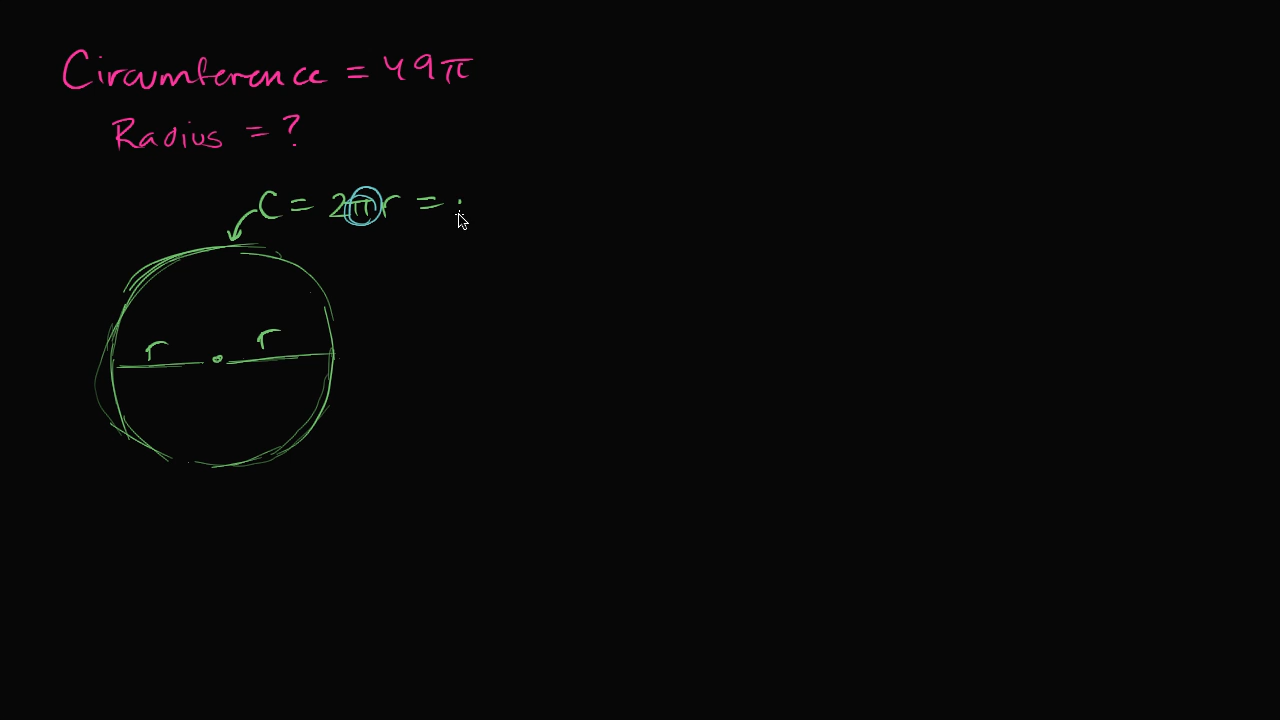 Circumference = 49π
Radius = ?
C = 2πr =
r r